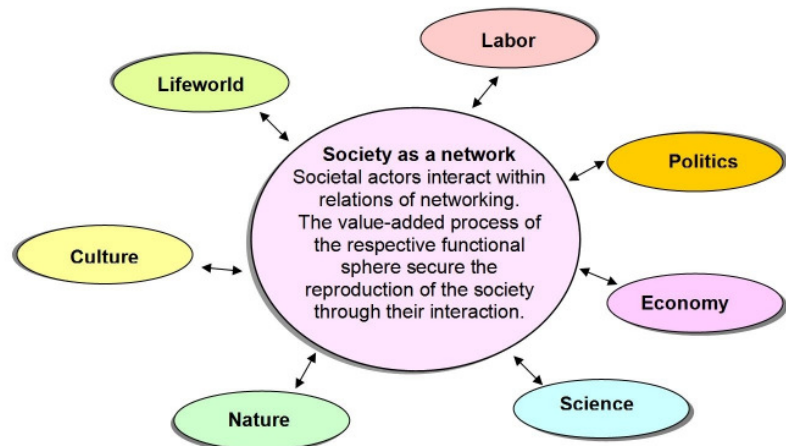 Labor
Lifeworld
Society as a network
Societal actors interact within
relations of networking.
The value-added process of
the respective functional
sphere secure the
reproduction of the society
through their interaction.
Politics
Culture
Economy
Science
Nature